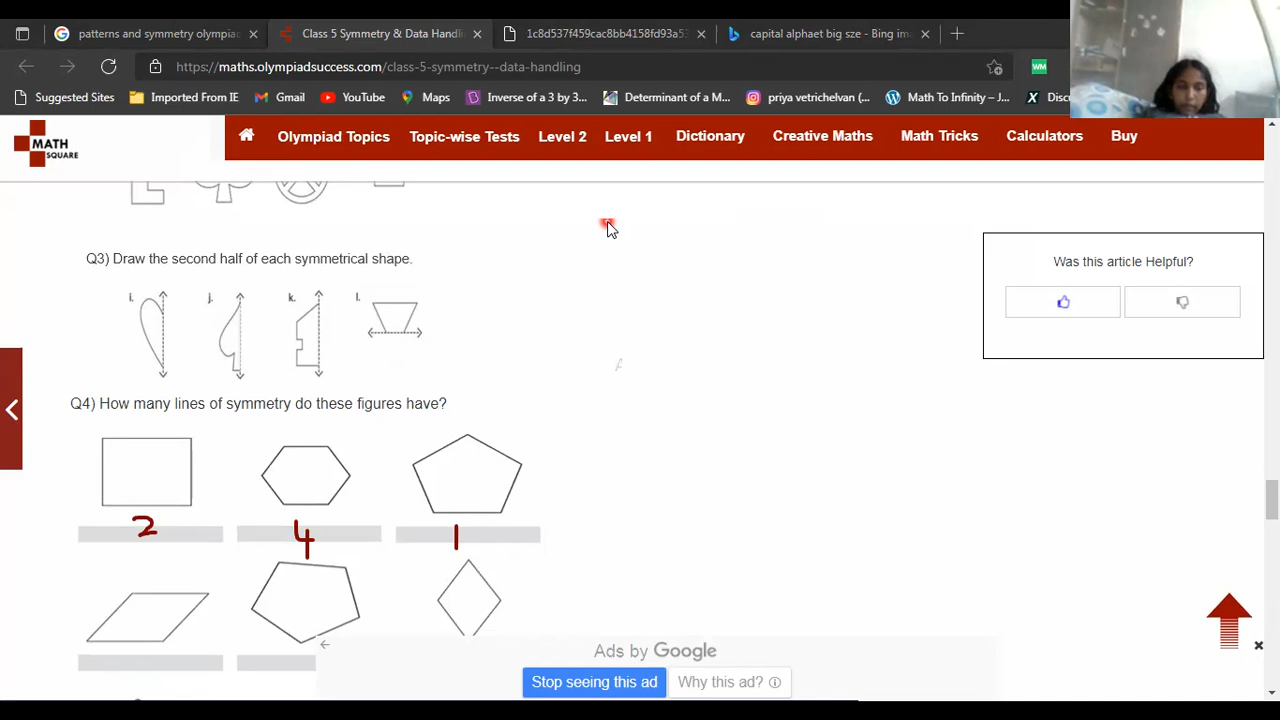 patterns and symmetry olympiad
Class 5 Symmetry & Data Handli
1c8d537f459cac8bb4158fd93a5
capital alphaet big sze - Bing ima
https://maths.olympiadsuccess.com/class-5-symmetry--data-handling
WM
Suggested Sites
Imported From IE
Gmail
YouTube
Maps
Inverse of a 3 by 3...
Determinant of a M...
priya vetrichelvan (...
Math To Infinity – J...
Disc
MATH
SQUARE
Olympiad Topics
Topic-wise Tests
Level 2
Level 1
Dictionary
Creative Maths
Math Tricks
Calculators
Buy
Was this article Helpful?
Q3) Draw the second half of each symmetrical shape.
i.
j.
k.
l.
Q4) How many lines of symmetry do these figures have?
2
4
1
Ads by Google
Stop seeing this ad
Why this ad?